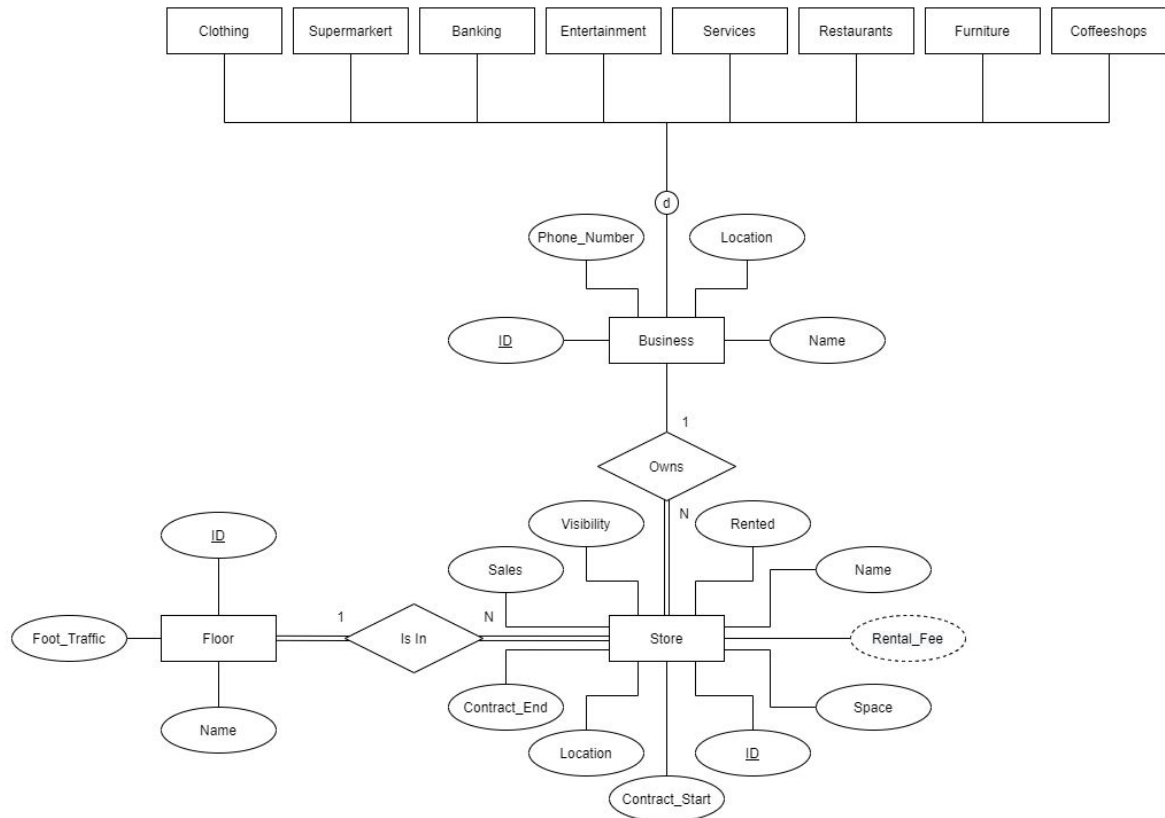 Clothing
Supermarkert
Banking
Entertainment
Services
Restaurants
Furniture
Coffeeshops
d
Phone_Number
Location
ID
Business
Name
1
Owns
N
Visibility
Rented
ID
Sales
Name
1
N
Foot_Traffic
Floor
Is In
Store
Rental_Fee
Contract_End
Space
Name
Location
ID
Contract_Start